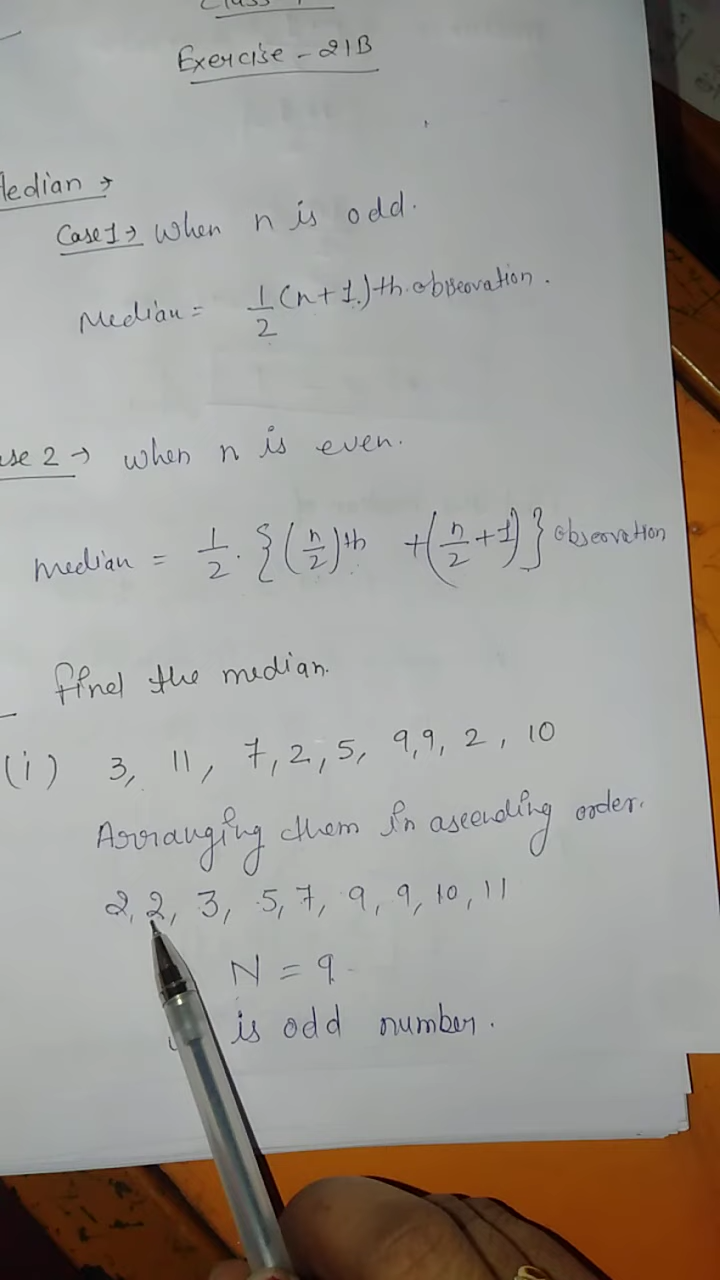 Exercise - 21B
Median →
Case 1 → When n is odd.
Median = 1/2 (n+1)th observation.
Case 2 → when n is even.
median = 1/2 . {(n/2)th + (n/2 + 1)} observation
find the median.
(i) 3, 11, 7, 2, 5, 9, 9, 2, 10
Arranging them in ascending order.
2, 2, 3, 5, 7, 9, 9, 10, 11
N = 9
is odd number.